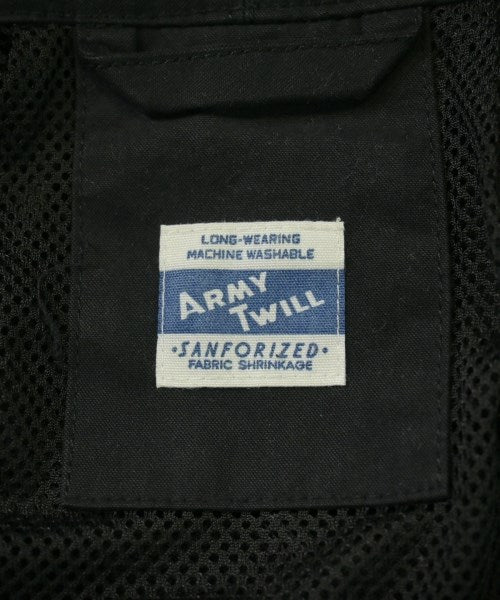 LONG-WEARING
MACHINE WASHABLE
ARMY
TWILL
·SANFORIZED·
FABRIC SHRINKAGE